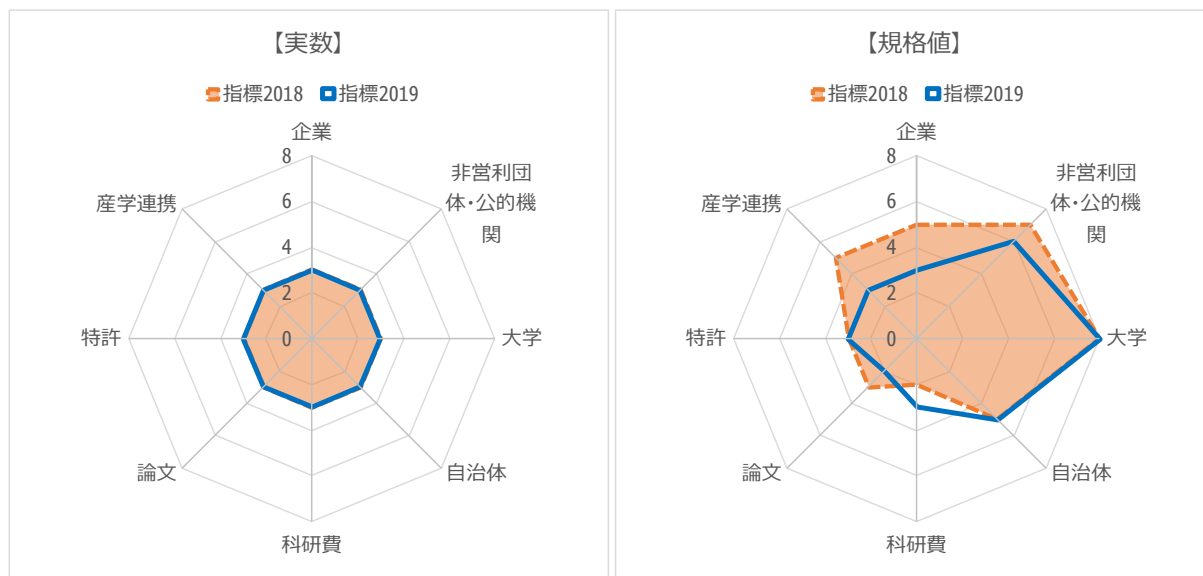 【実数】
指標2018 指標2019
企業
8
6
4
2
0
非営利団
体・公的機
関
大学
自治体
科研費
論文
特許
産学連携
【規格値】
指標2018 指標2019
企業
8
6
4
2
0
非営利団
体・公的機
関
大学
自治体
科研費
論文
特許
産学連携